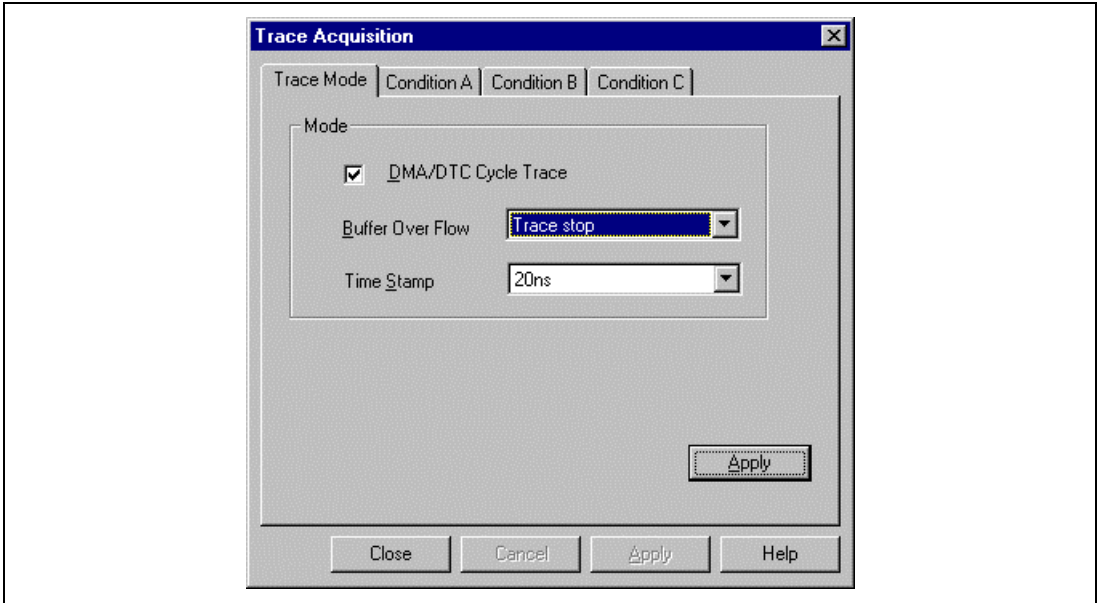 Trace Acquisition
Trace Mode Condition A Condition B Condition C
Mode
DMA/DTC Cycle Trace
Buffer Over Flow Trace stop
Time Stamp 20ns
Apply
Close Cancel Apply Help